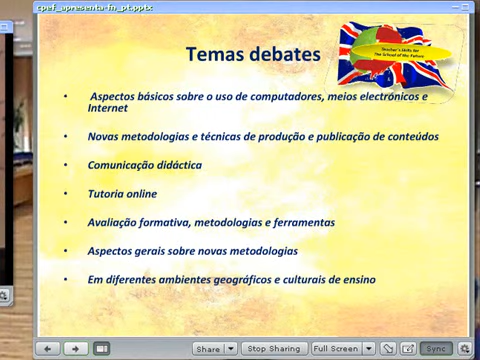 cpef_apresenta-fn_pt.pptx
Temas debates
Teacher's Skills for
The School of the Future
• Aspectos básicos sobre o uso de computadores, meios electrónicos e
Internet
• Novas metodologias e técnicas de produção e publicação de conteúdos
• Comunicação didáctica
• Tutoria online
• Avaliação formativa, metodologias e ferramentas
• Aspectos gerais sobre novas metodologias
• Em diferentes ambientes geográficos e culturais de ensino
Share
Stop Sharing
Full Screen
Sync